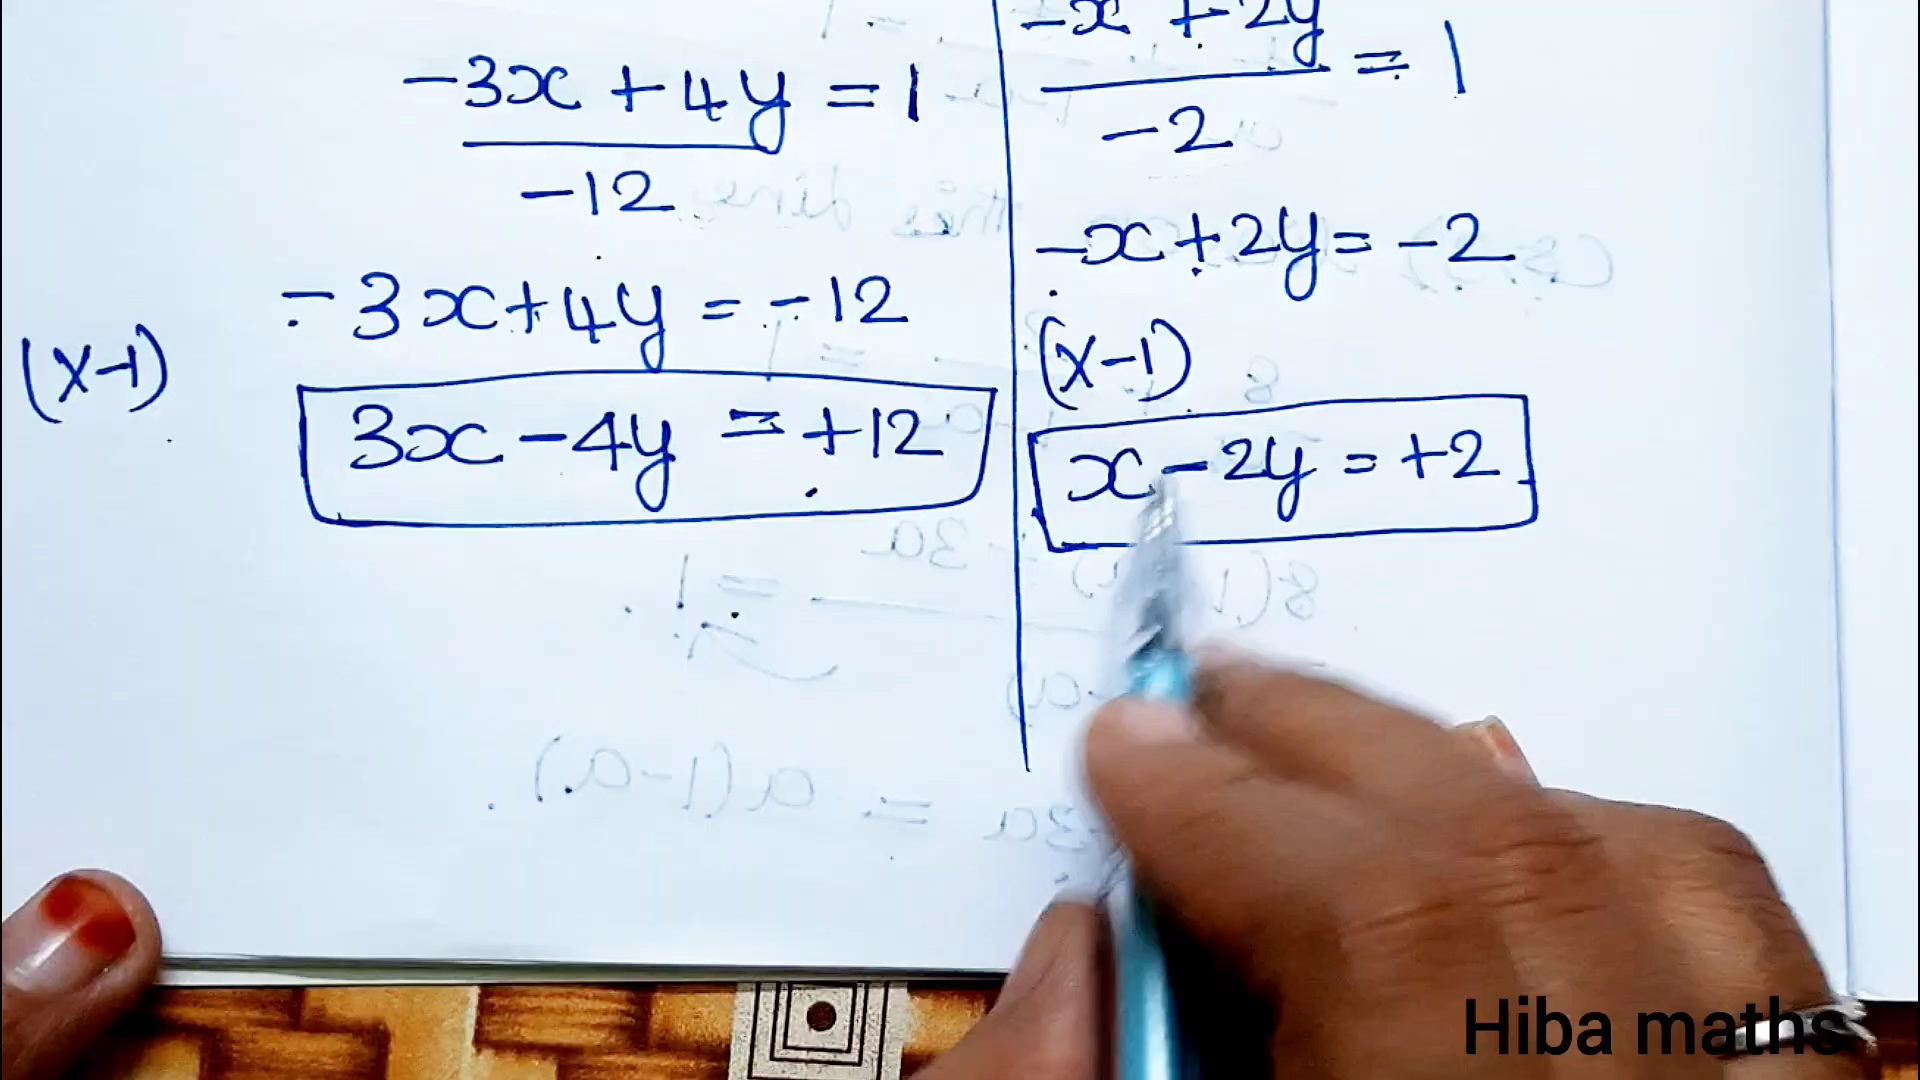 -3x + 4y = 1
-12
-3x + 4y = -12
(x-1)
3x - 4y = +12
-x + 2y = 1
-2
-x + 2y = -2
(x-1)
x - 2y = +2
Hiba maths